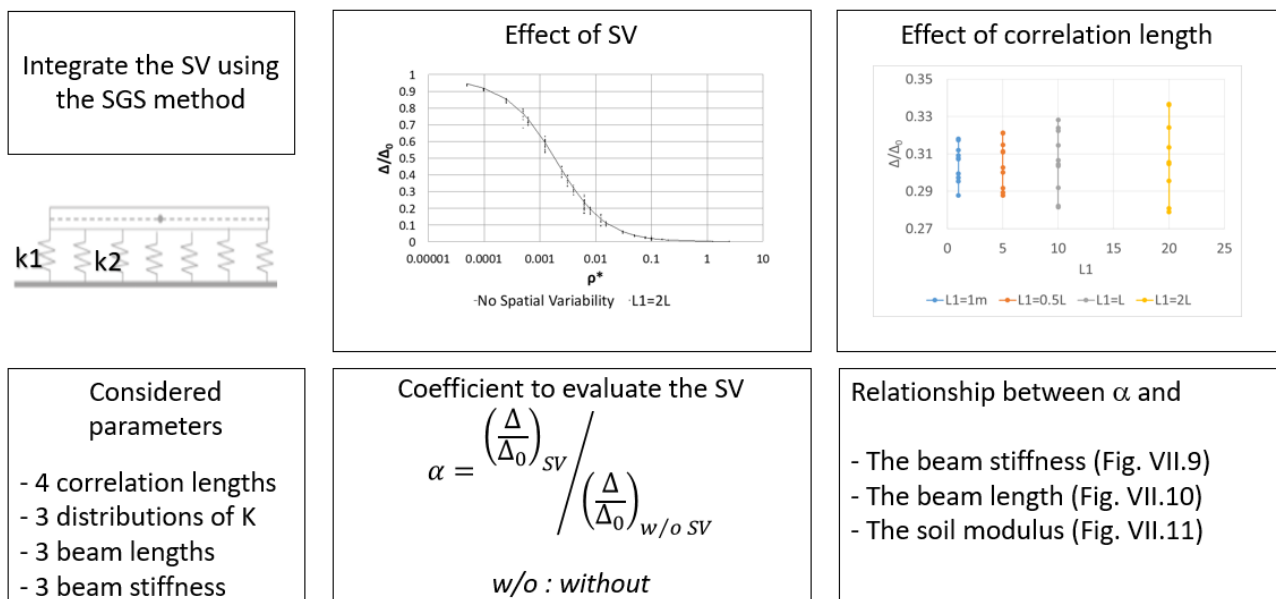 Integrate the SV using
the SGS method
k1
k2
Effect of SV
Δ/Δ0
1
0.9
0.8
0.7
0.6
0.5
0.4
0.3
0.2
0.1
0
0.00001 0.0001 0.001 0.01 0.1 1 10
ρ*
No Spatial Variability L1=2L
Effect of correlation length
Δ/Δ0
0.35
0.33
0.31
0.29
0.27
0 5 10 15 20 25
L1
L1=1m L1=0.5L L1=L L1=2L
Considered
parameters
- 4 correlation lengths
- 3 distributions of K
- 3 beam lengths
- 3 beam stiffness
Coefficient to evaluate the SV
α = (Δ/Δ0)SV / (Δ/Δ0)w/o SV
w/o : without
Relationship between α and
- The beam stiffness (Fig. VII.9)
- The beam length (Fig. VII.10)
- The soil modulus (Fig. VII.11)